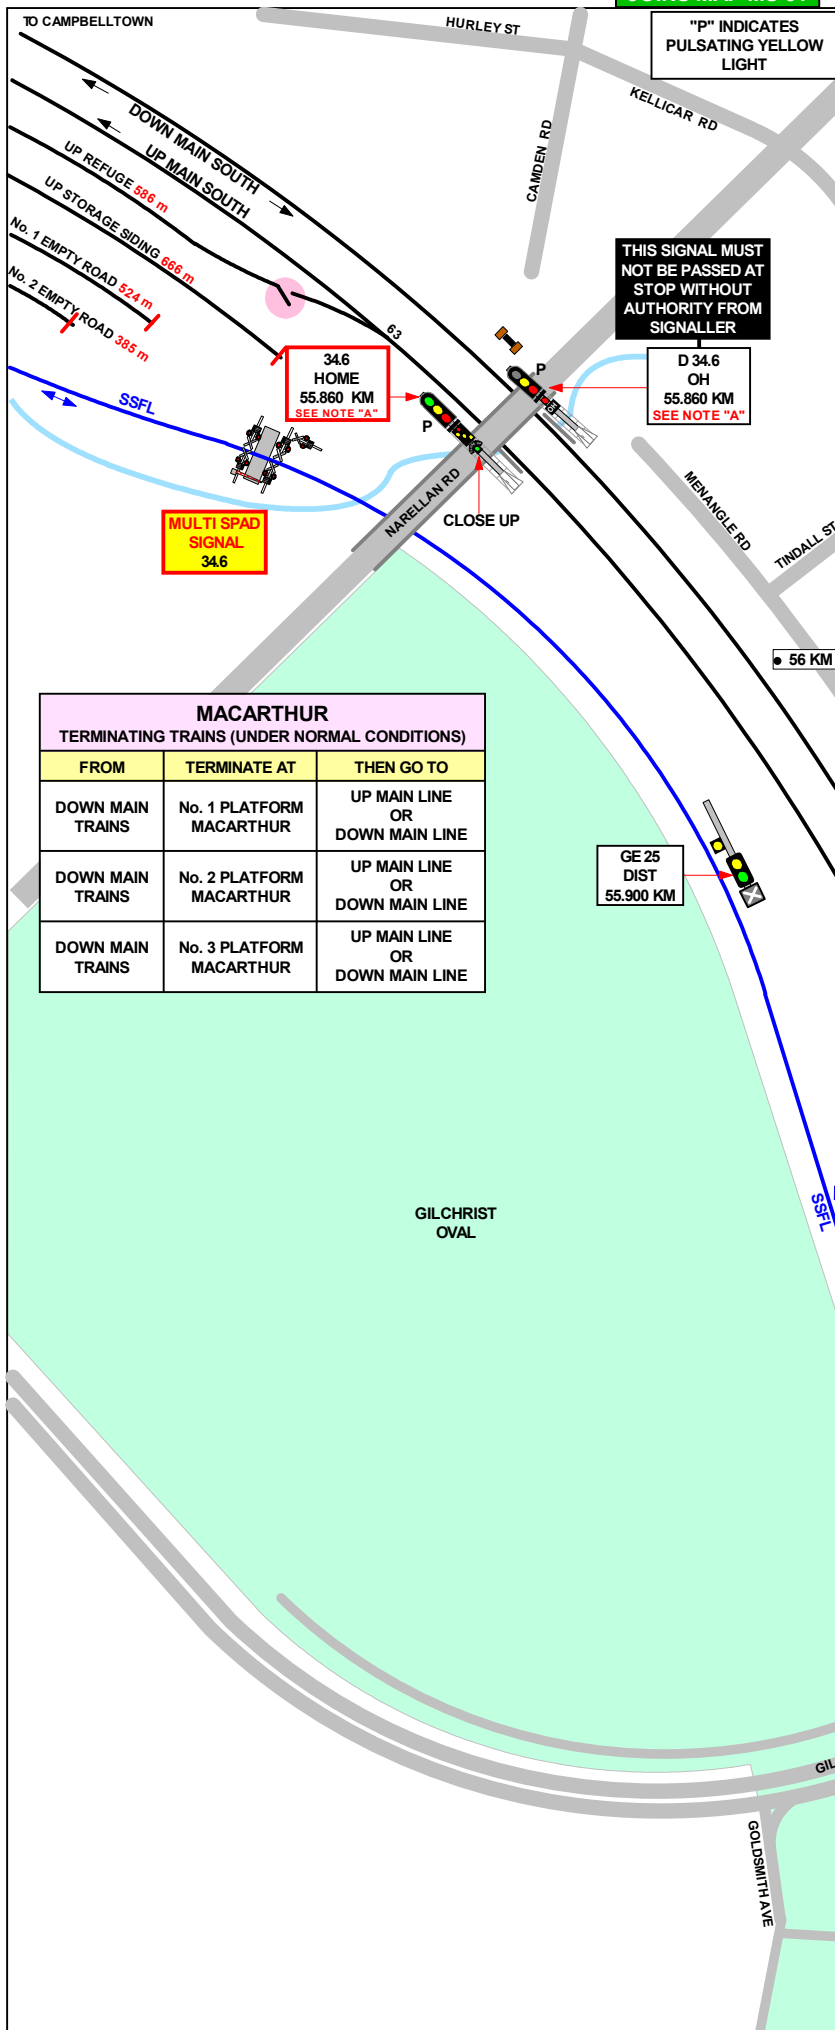 TO CAMPBELLTOWN
HURLEY ST
"P" INDICATES
PULSATING YELLOW
LIGHT
KELLICAR RD
CAMDEN RD
DOWN MAIN SOUTH
UP MAIN SOUTH
UP REFUGE 586 m
UP STORAGE SIDING 666 m
No. 1 EMPTY ROAD 524 m
No. 2 EMPTY ROAD 385 m
63
THIS SIGNAL MUST
NOT BE PASSED AT
STOP WITHOUT
AUTHORITY FROM
SIGNALLER
34.6
HOME
55.860 KM
SEE NOTE "A"
P
D 34.6
OH
55.860 KM
SEE NOTE "A"
P
SSFL
NARELLAN RD
CLOSE UP
MENANGLE RD
TINDALL ST
MULTI SPAD
SIGNAL
34.6
56 KM
MACARTHUR
TERMINATING TRAINS (UNDER NORMAL CONDITIONS)
FROM TERMINATE AT THEN GO TO
DOWN MAIN
TRAINS
No. 1 PLATFORM
MACARTHUR
UP MAIN LINE
OR
DOWN MAIN LINE
DOWN MAIN
TRAINS
No. 2 PLATFORM
MACARTHUR
UP MAIN LINE
OR
DOWN MAIN LINE
DOWN MAIN
TRAINS
No. 3 PLATFORM
MACARTHUR
UP MAIN LINE
OR
DOWN MAIN LINE
GE 25
DIST
55.900 KM
SSFL
GILCHRIST
OVAL
GIL
GOLDSMITH AVE